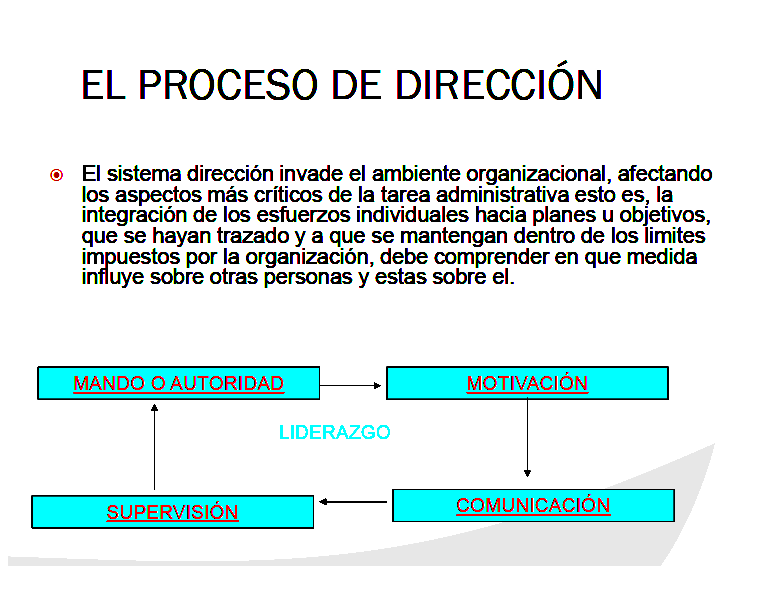 EL PROCESO DE DIRECCIÓN
El sistema dirección invade el ambiente organizacional, afectando
los aspectos más críticos de la tarea administrativa esto es, la
integración de los esfuerzos individuales hacia planes u objetivos,
que se hayan trazado y a que se mantengan dentro de los limites
impuestos por la organización, debe comprender en que medida
influye sobre otras personas y estas sobre el.
MANDO O AUTORIDAD
MOTIVACIÓN
LIDERAZGO
SUPERVISIÓN
COMUNICACIÓN